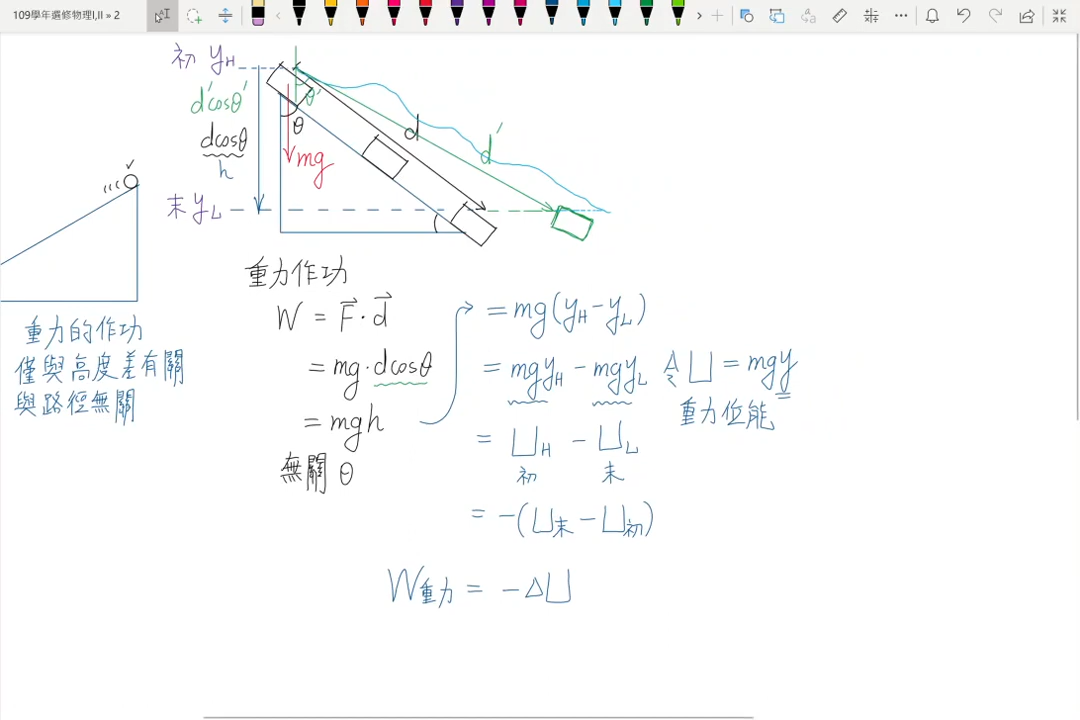 109學年選修物理I,II » 2
初 y_H
d'cosθ'
θ'
dcosθ
θ
h
mg
d
d'
末 y_L
重力的作功
僅與高度差有關
與路徑無關
重力作功
W = F⃗·d⃗
= mg·dcosθ
= mgh
無關 θ
= mg(y_H-y_L)
= mgy_H - mgy_L
令 U = mgy
重力位能
= U_H - U_L
初 末
= -(U末 - U初)
W重力 = -ΔU